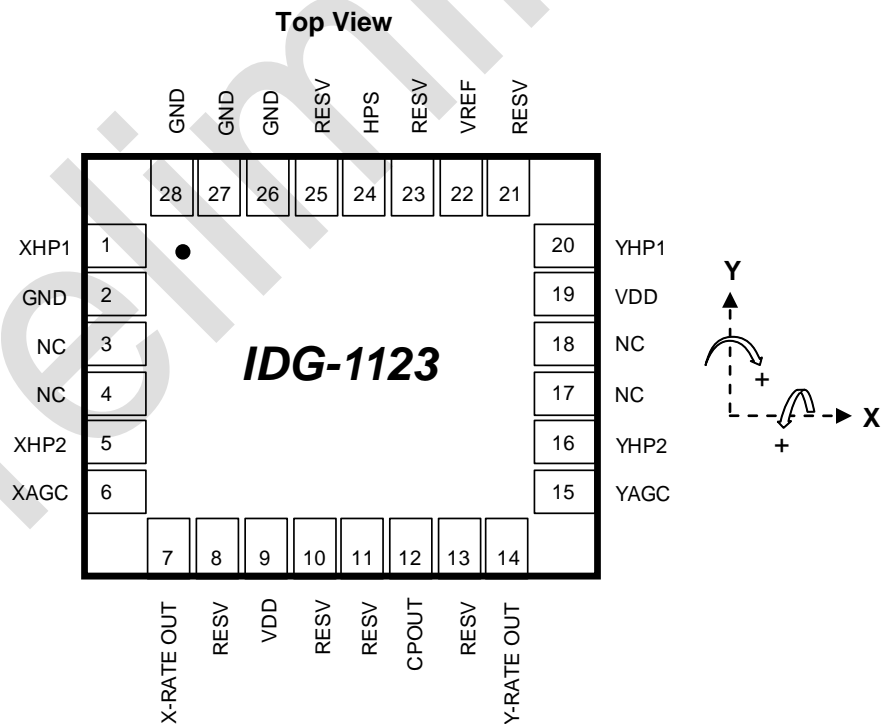 Top View
GND GND GND RESV HPS RESV VREF RESV
28 27 26 25 24 23 22 21
XHP1 1 20 YHP1
GND 2 19 VDD
NC 3 18 NC
NC 4 17 NC
XHP2 5 16 YHP2
XAGC 6 15 YAGC
IDG-1123
7 8 9 10 11 12 13 14
X-RATE OUT RESV VDD RESV RESV CPOUT RESV Y-RATE OUT
Y
+
X
+